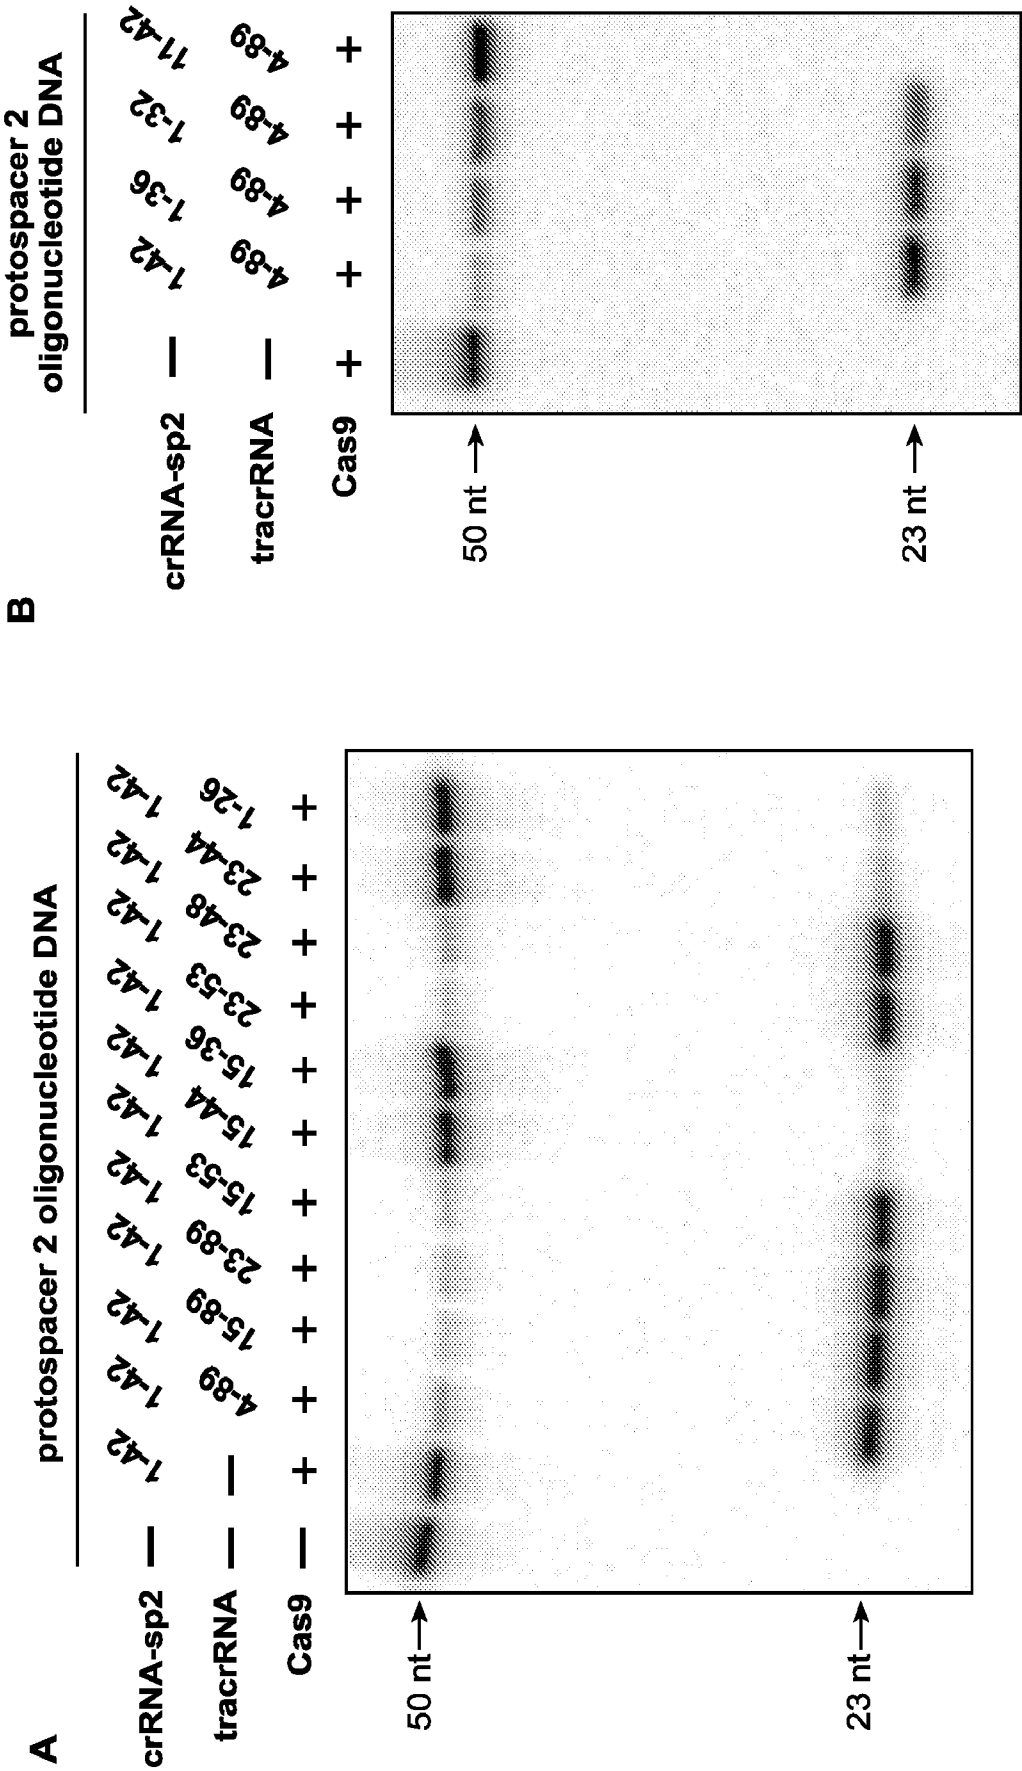 A
protospacer 2 oligonucleotide DNA
crRNA-sp2 — 1-42 1-42 1-42 1-42 1-42 1-42 1-42 1-42 1-42 1-42 1-42
tracrRNA — — 4-89 15-89 23-89 15-53 15-44 15-36 23-53 23-48 23-44 1-26
Cas9 — + + + + + + + + + + +
50 nt
23 nt
B
protospacer 2
oligonucleotide DNA
crRNA-sp2 — 1-42 1-36 1-32 11-42
tracrRNA — 4-89 4-89 4-89 4-89
Cas9 + + + + +
50 nt
23 nt